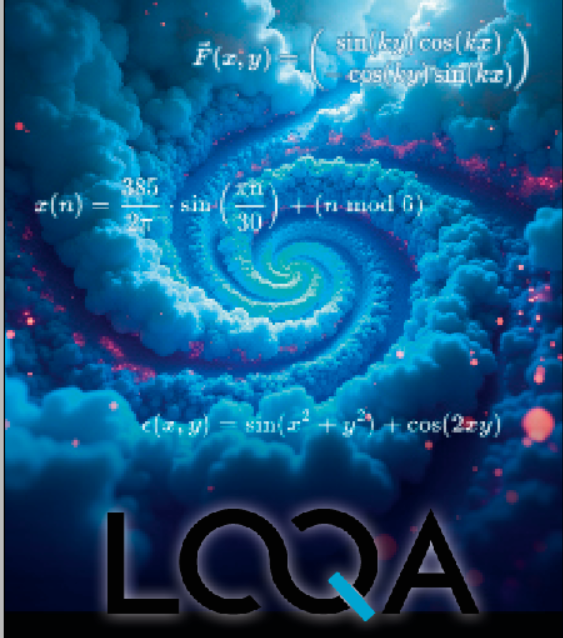 F⃗(x, y) = ( sin(ky) cos(kx)
− cos(ky) sin(kx) )
x(n) = 385/2π · sin(πn/30) + (n mod 6)
ϵ(x, y) = sin(x² + y²) + cos(2xy)
LOQA